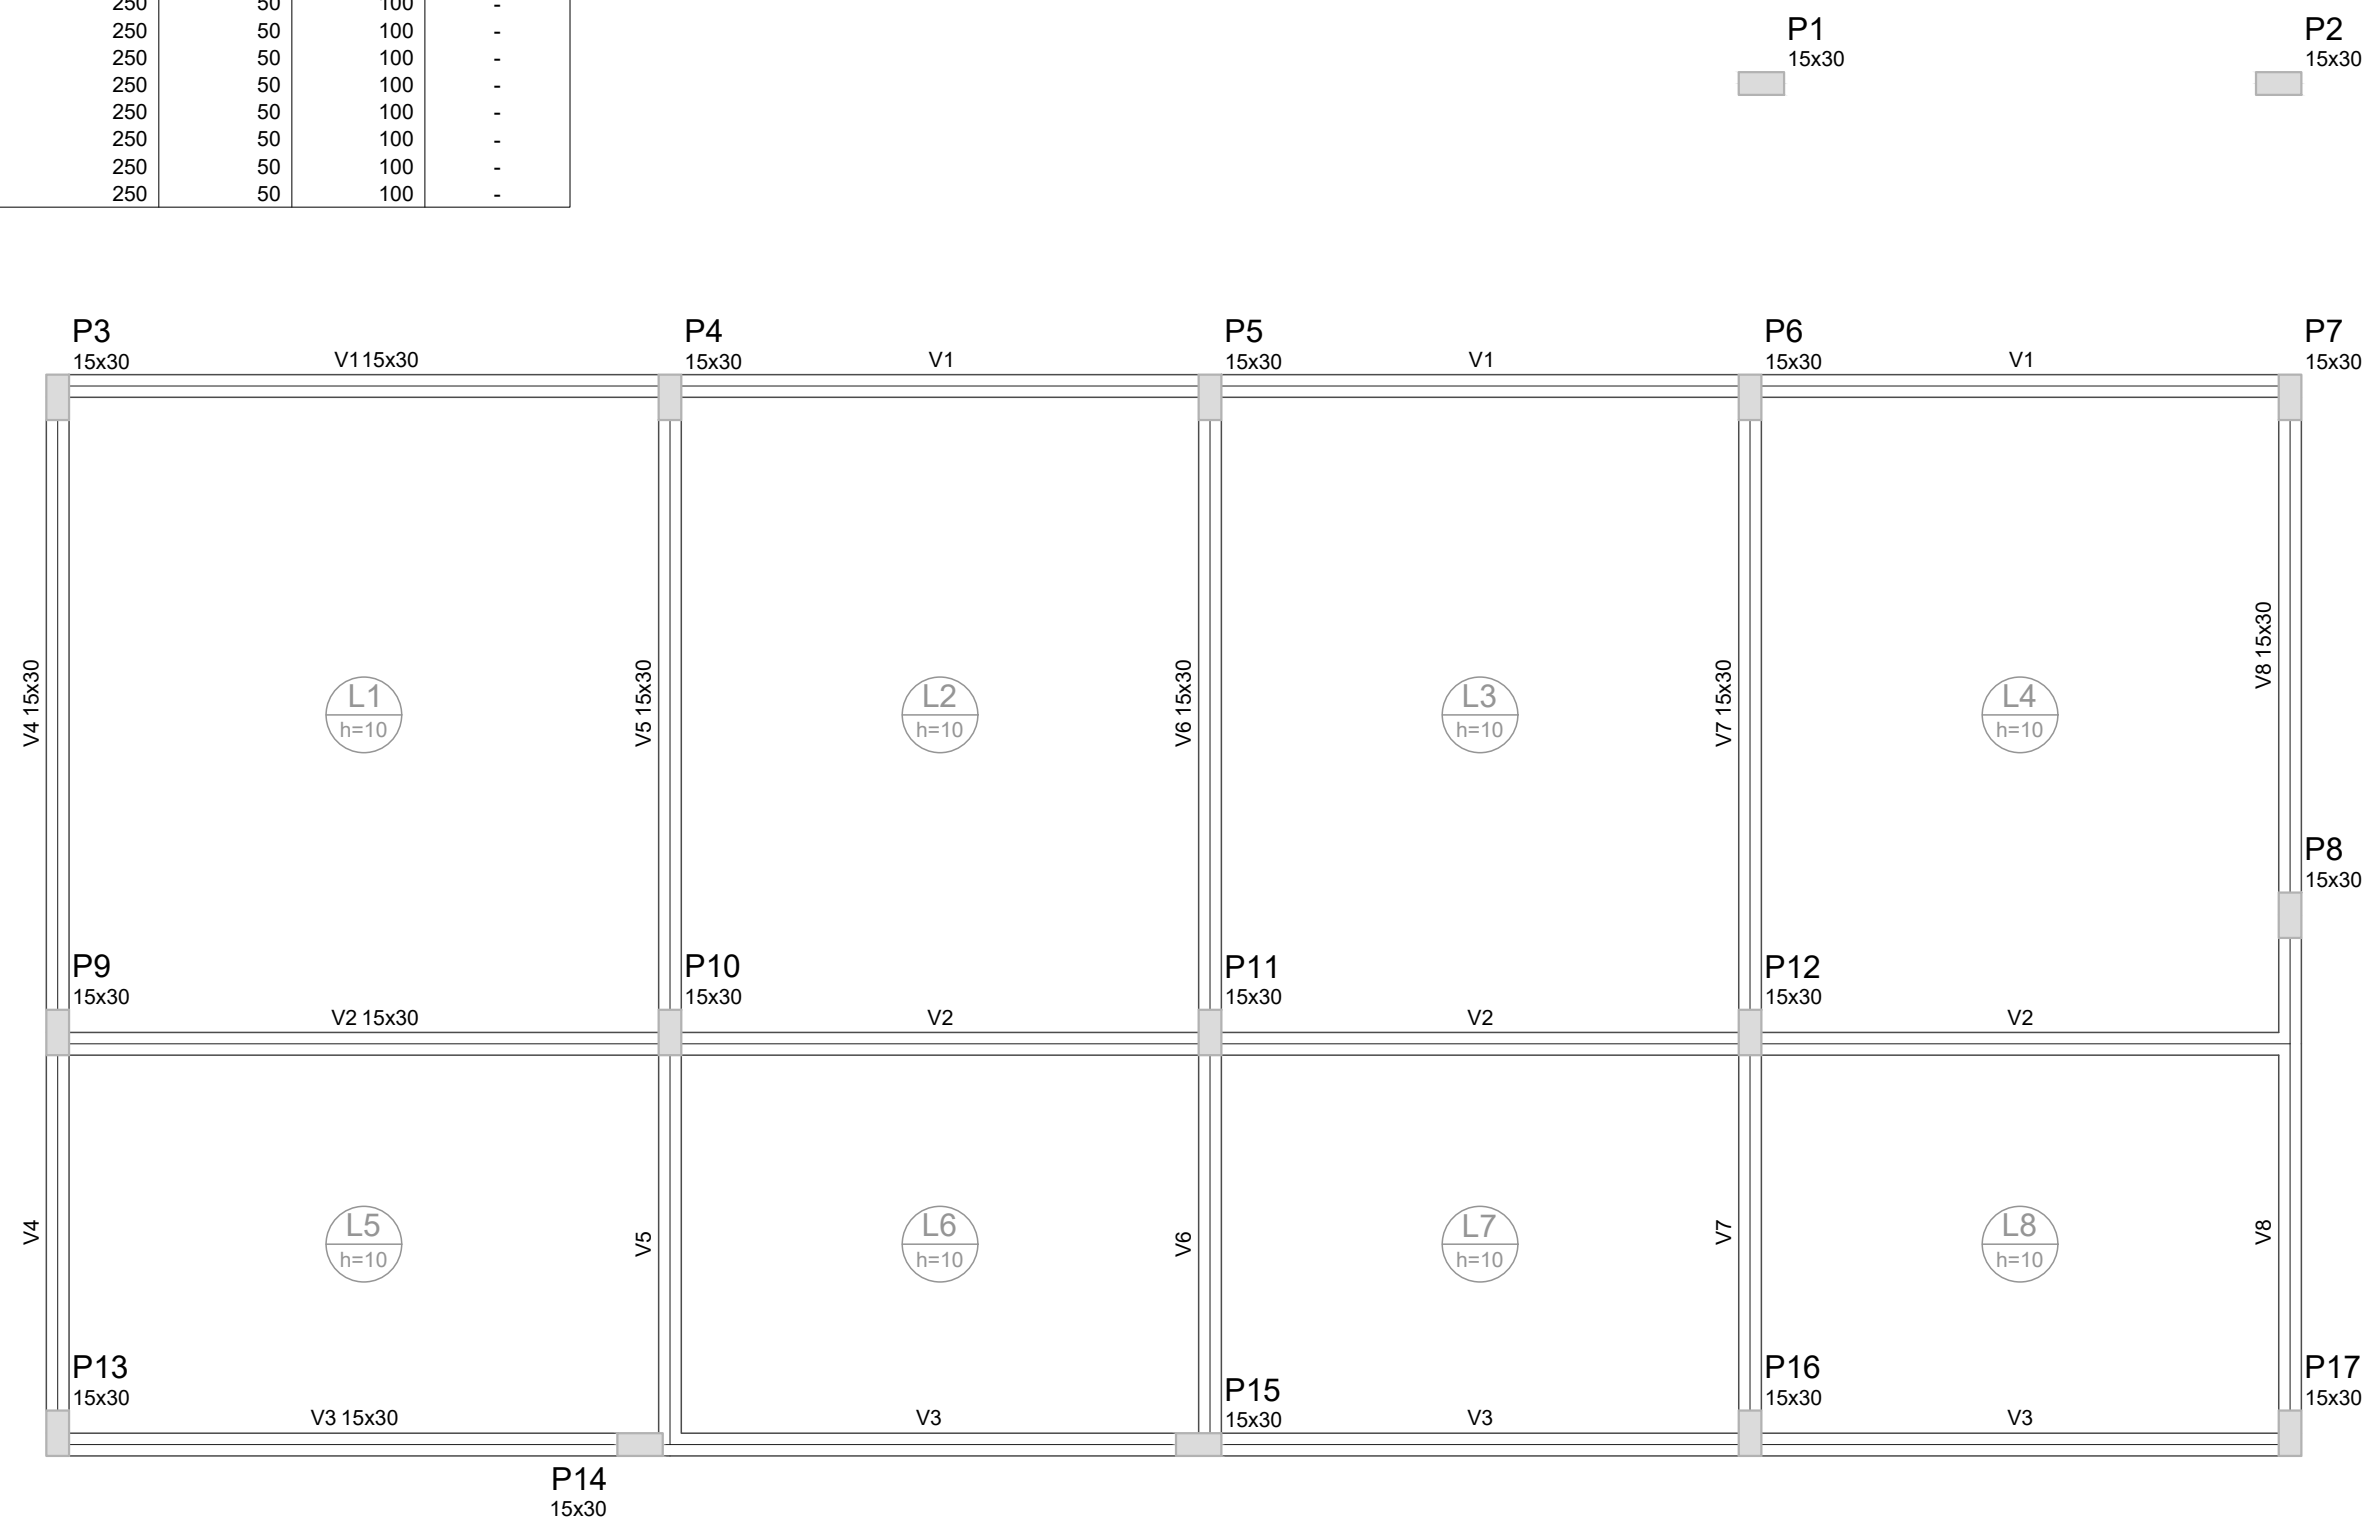 250 50 100 -
250 50 100 -
250 50 100 -
250 50 100 -
250 50 100 -
250 50 100 -
250 50 100 -
250 50 100 -
P1 P2
15x30 15x30
P3 P4 P5 P6 P7
15x30 V1 15x30 15x30 V1 15x30 V1 15x30 V1 15x30
V4 15x30 V5 15x30 V6 15x30 V7 15x30 V8 15x30
L1 L2 L3 L4
h=10 h=10 h=10 h=10
P8
15x30
P9 P10 P11 P12
15x30 15x30 15x30 15x30
V2 15x30 V2 V2 V2
L5 L6 L7 L8
V4 V5 V6 V7 V8
h=10 h=10 h=10 h=10
P13 P16 P17
15x30 P15 15x30 15x30
V3 15x30 V3 15x30 V3 V3
P14
15x30